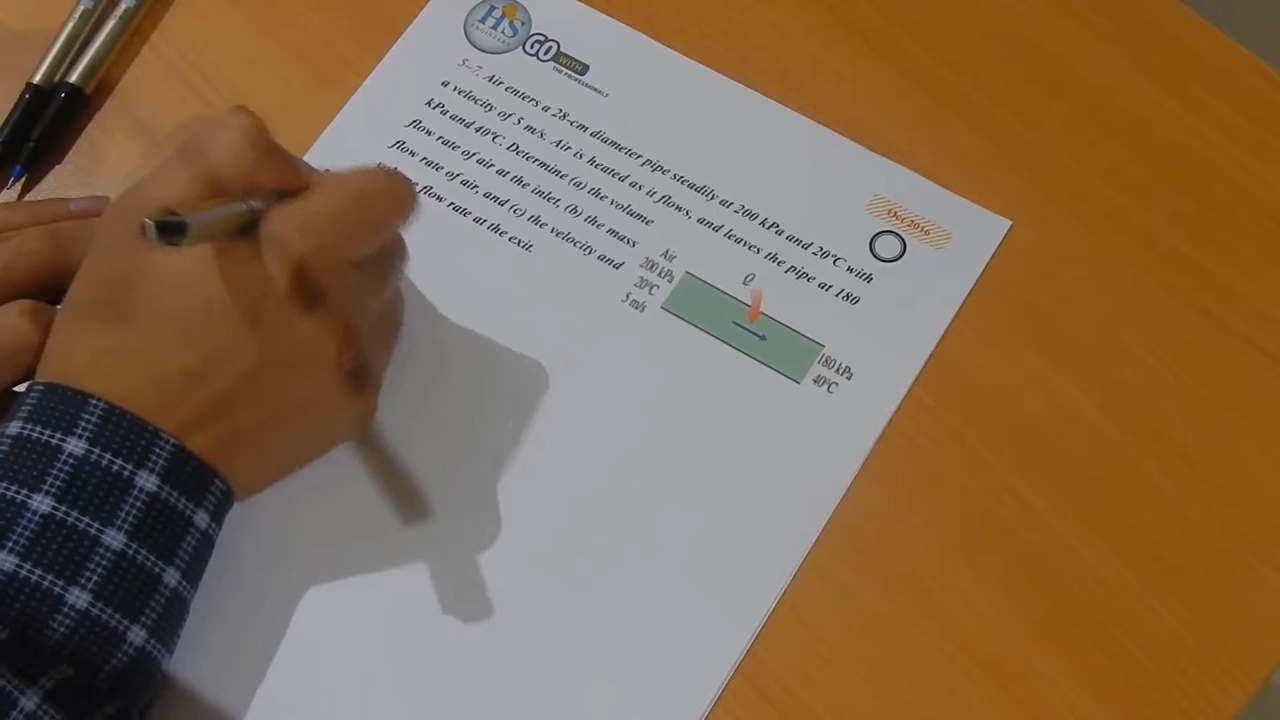 HS
ENGINEERS
GO
WITH
THE PROFESSIONALS
5–7. Air enters a 28-cm diameter pipe steadily at 200 kPa and 20°C with
a velocity of 5 m/s. Air is heated as it flows, and leaves the pipe at 180
kPa and 40°C. Determine (a) the volume
flow rate of air at the inlet, (b) the mass
flow rate of air, and (c) the velocity and
flow rate at the exit.
Air
200 kPa
20°C
5 m/s
Q
180 kPa
40°C